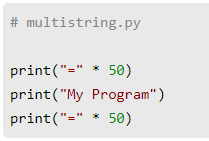 # multistring.py
print("=" * 50)
print("My Program")
print("=" * 50)